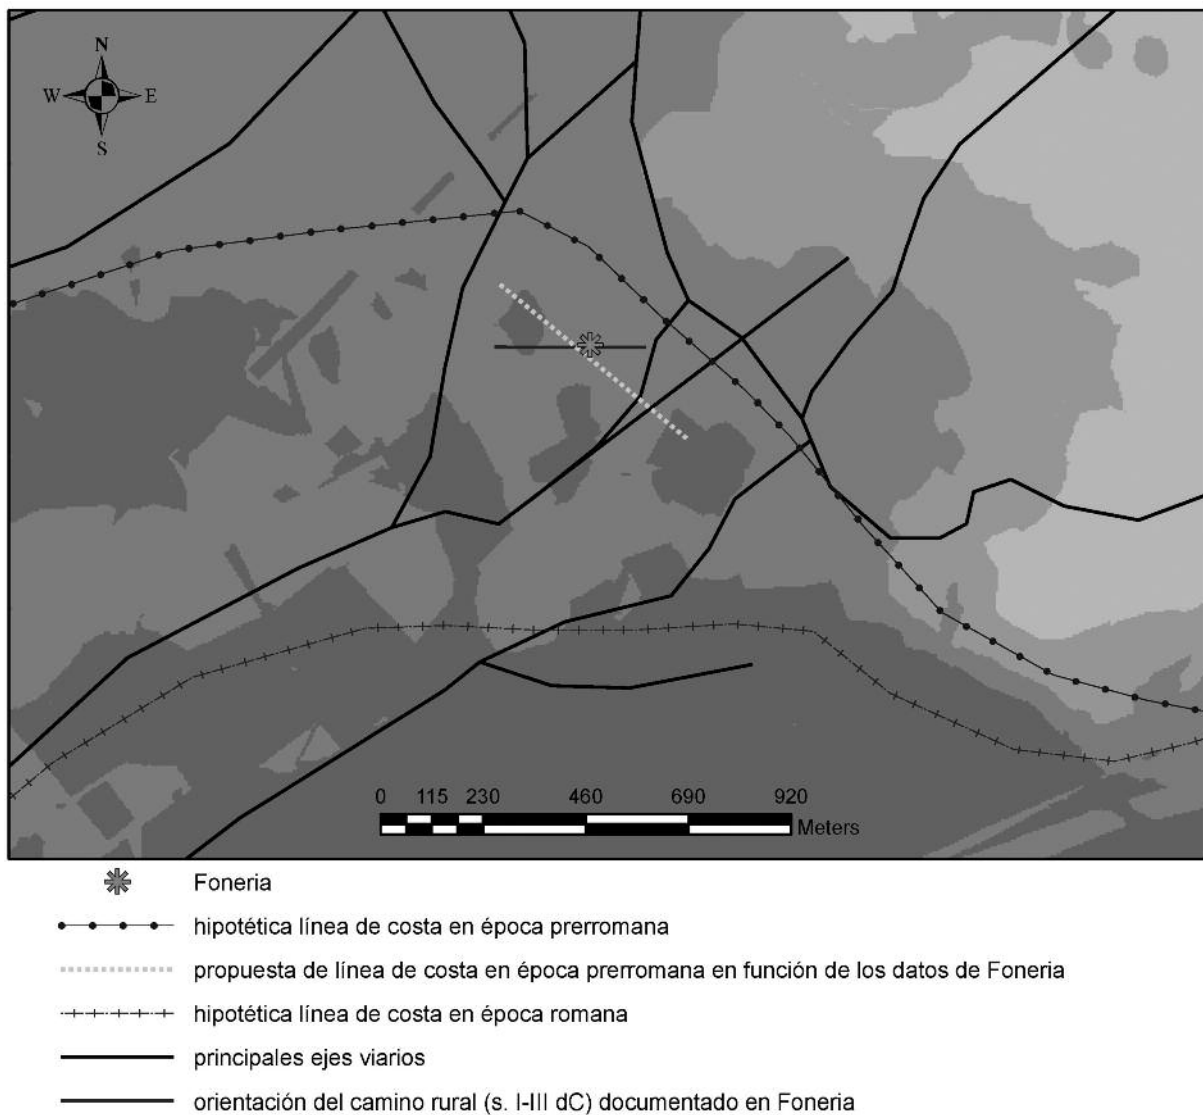 N
W E
S
0 115 230 460 690 920
Meters
Foneria
hipotética línea de costa en época prerromana
propuesta de línea de costa en época prerromana en función de los datos de Foneria
hipotética línea de costa en época romana
principales ejes viarios
orientación del camino rural (s. I-III dC) documentado en Foneria